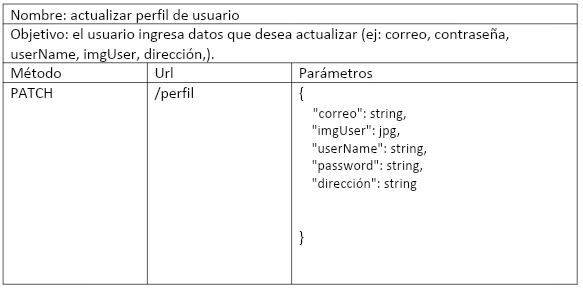 Nombre: actualizar perfil de usuario
Objetivo: el usuario ingresa datos que desea actualizar (ej: correo, contraseña,
userName, imgUser, dirección,).
Método Url Parámetros
PATCH /perfil {
"correo": string,
"imgUser": jpg,
"userName": string,
"password": string,
"dirección": string
}